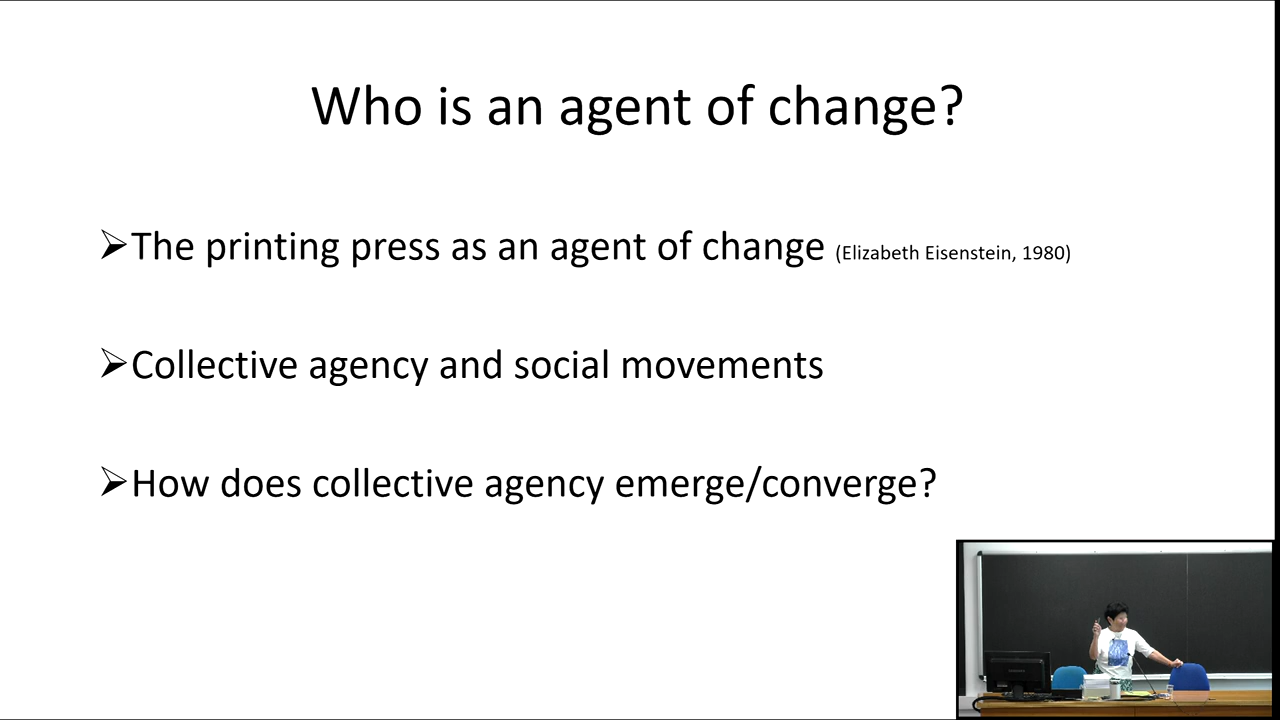 Who is an agent of change?
➢The printing press as an agent of change (Elizabeth Eisenstein, 1980)
➢Collective agency and social movements
➢How does collective agency emerge/converge?